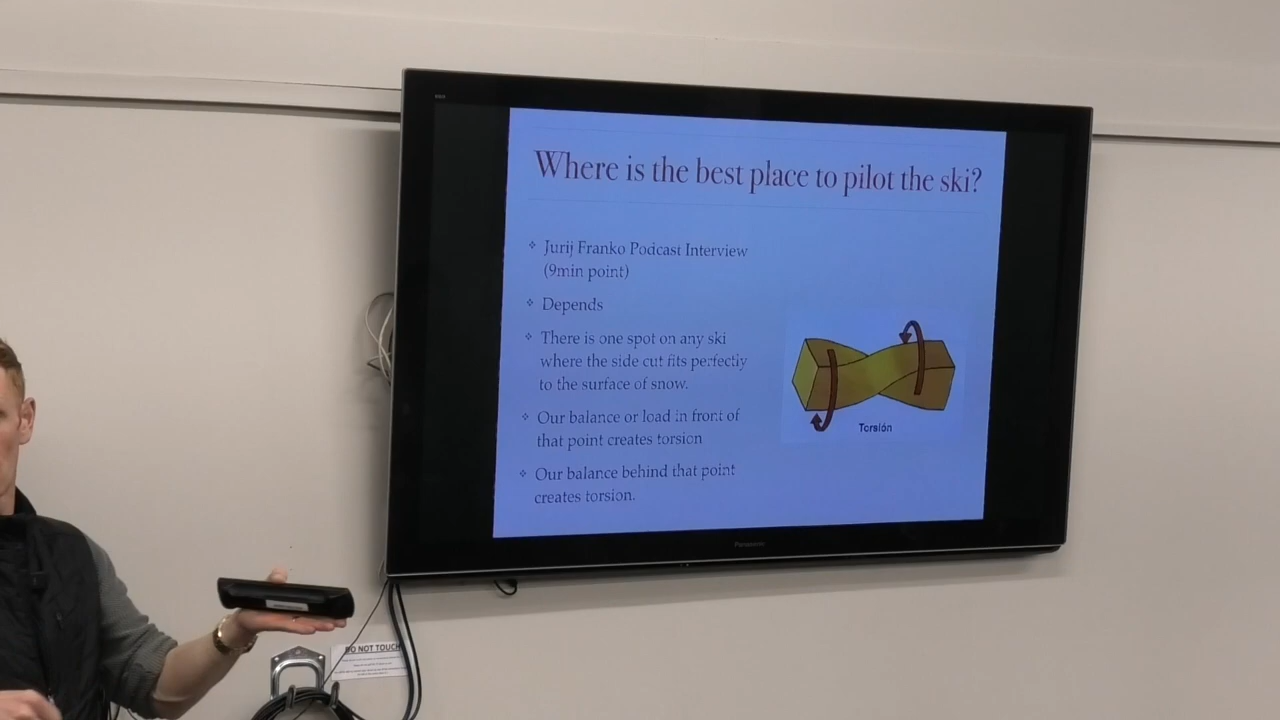 Where is the best place to pilot the ski?
Jurij Franko Podcast Interview
(9min point)
Depends
There is one spot on any ski
where the side cut fits perfectly
to the surface of snow.
Our balance or load in front of
that point creates torsion
Our balance behind that point
creates torsion.
Torsión
Panasonic
DO NOT TOUCH